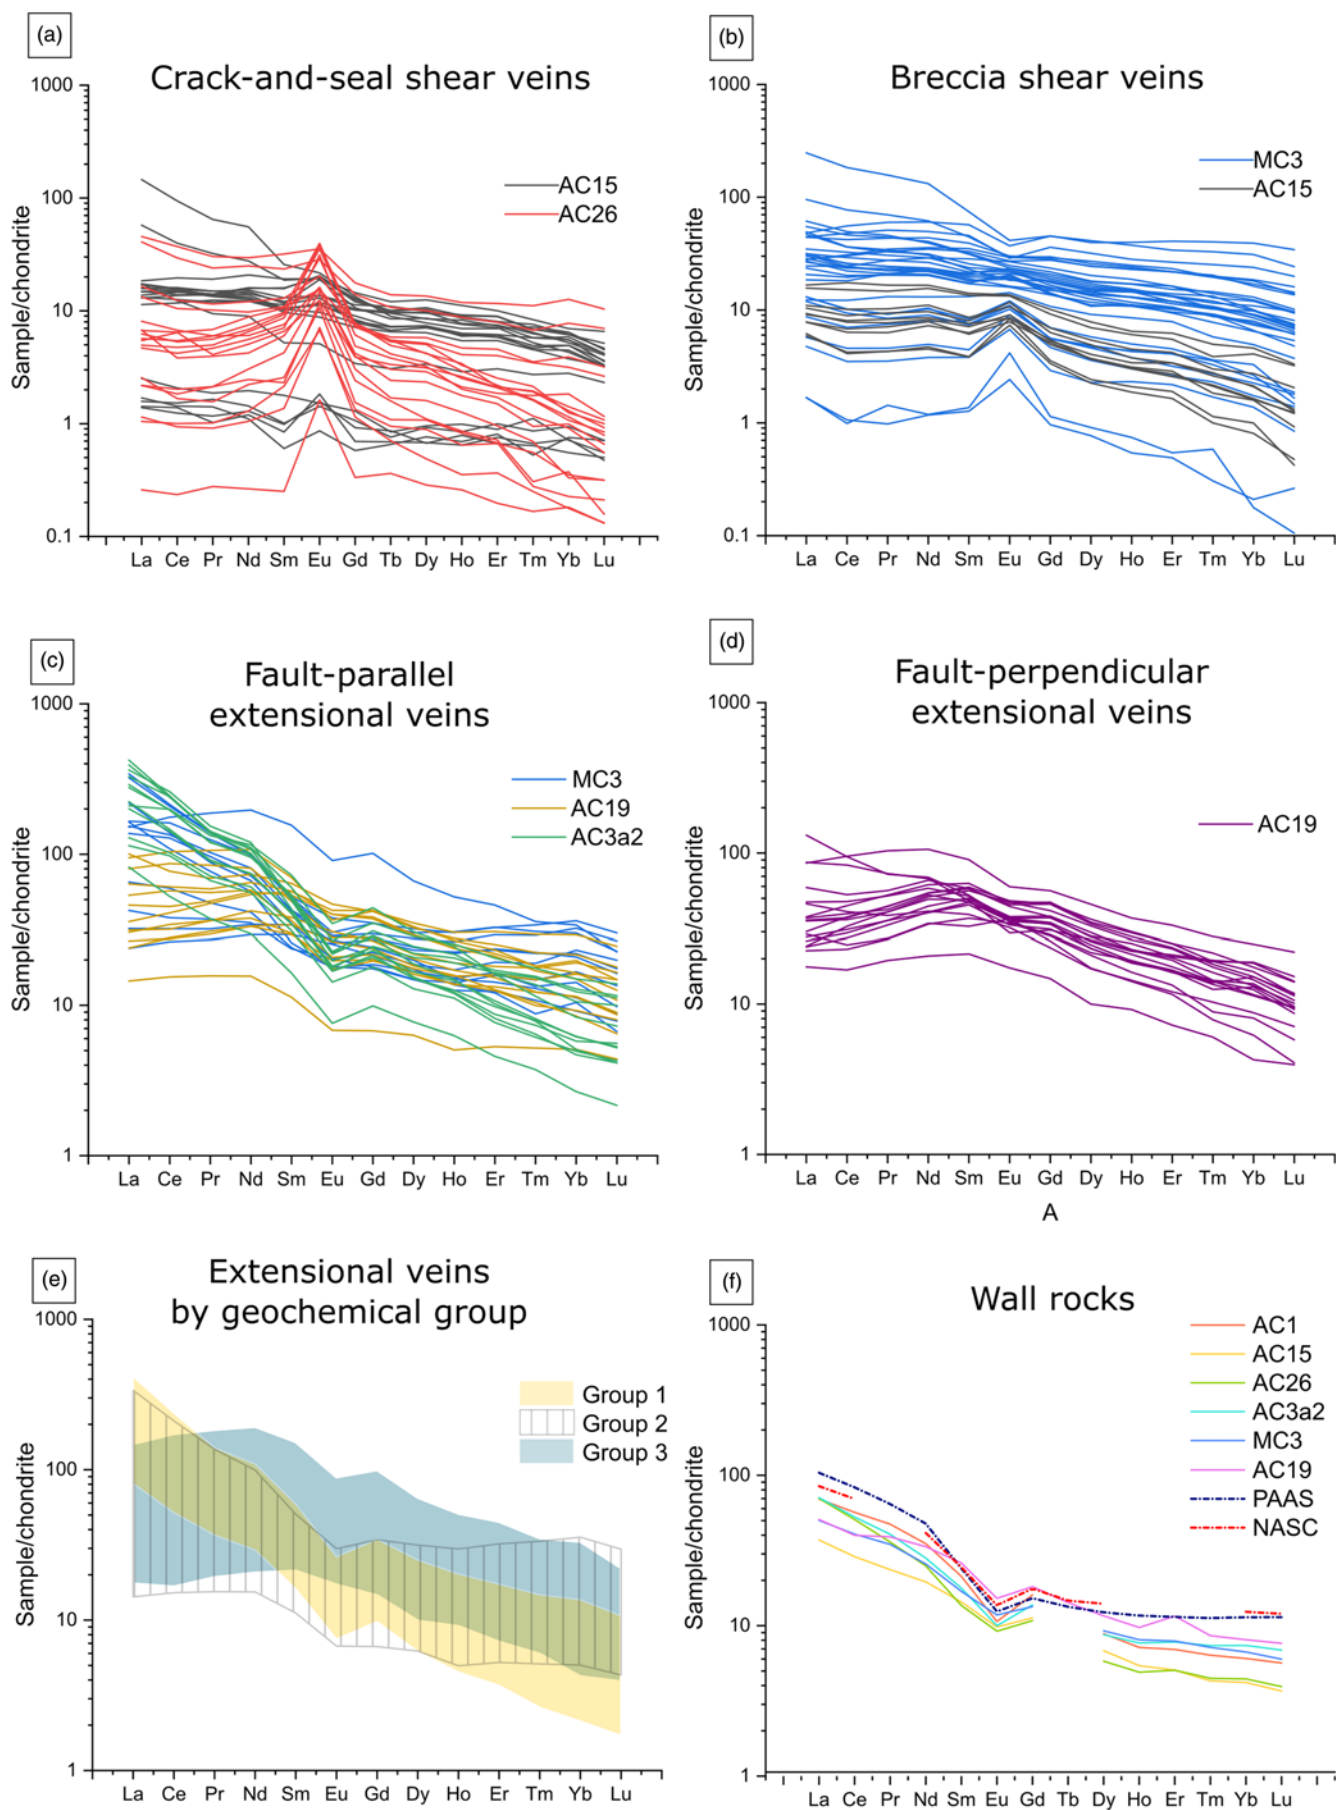 (a)
Crack-and-seal shear veins
1000
100
10
1
0.1
Sample/chondrite
AC15
AC26
La Ce Pr Nd Sm Eu Gd Tb Dy Ho Er Tm Yb Lu
(b)
Breccia shear veins
1000
100
10
1
0.1
Sample/chondrite
MC3
AC15
La Ce Pr Nd Sm Eu Gd Dy Ho Er Tm Yb Lu
(c)
Fault-parallel
extensional veins
1000
100
10
1
Sample/chondrite
MC3
AC19
AC3a2
La Ce Pr Nd Sm Eu Gd Dy Ho Er Tm Yb Lu
(d)
Fault-perpendicular
extensional veins
1000
100
10
1
Sample/chondrite
AC19
La Ce Pr Nd Sm Eu Gd Dy Ho Er Tm Yb Lu
A
(e)
Extensional veins
by geochemical group
1000
100
10
1
Sample/chondrite
Group 1
Group 2
Group 3
La Ce Pr Nd Sm Eu Gd Dy Ho Er Tm Yb Lu
(f)
Wall rocks
1000
100
10
1
Sample/chondrite
AC1
AC15
AC26
AC3a2
MC3
AC19
PAAS
NASC
La Ce Pr Nd Sm Eu Gd Tb Dy Ho Er Tm Yb Lu